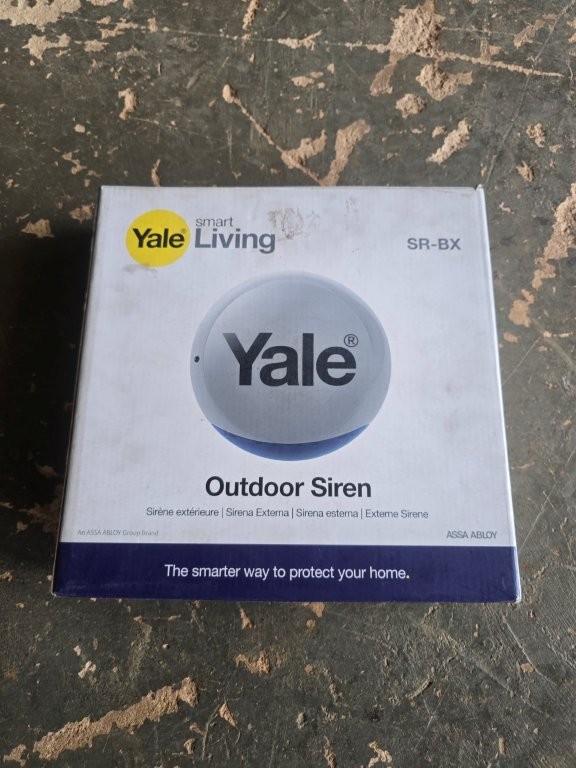 Yale®
smart
Living
SR-BX
Yale®
Outdoor Siren
Sirène extérieure | Sirena Externa | Sirena esterna | Externe Sirene
An ASSA ABLOY Group brand
ASSA ABLOY
The smarter way to protect your home.